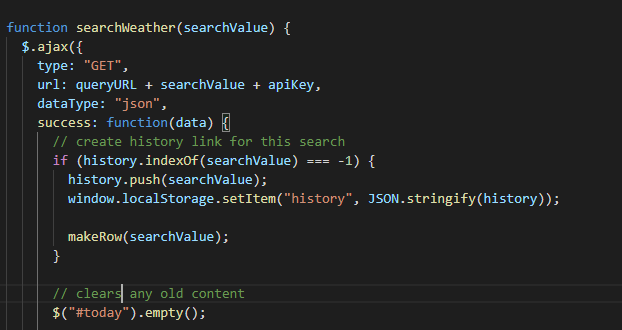 function searchWeather(searchValue) {
$.ajax({
type: "GET",
url: queryURL + searchValue + apiKey,
dataType: "json",
success: function(data) {
// create history link for this search
if (history.indexOf(searchValue) === -1) {
history.push(searchValue);
window.localStorage.setItem("history", JSON.stringify(history));
makeRow(searchValue);
}
// clears any old content
$("#today").empty();